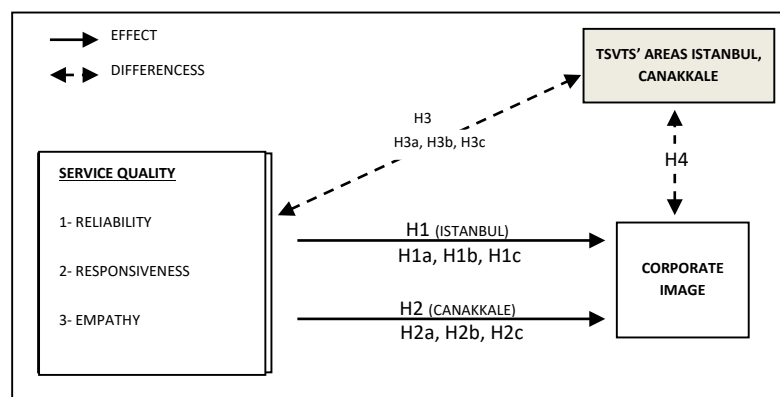 EFFECT
DIFFERENCESS
TSVTS' AREAS ISTANBUL,
CANAKKALE
H3
H3a, H3b, H3c
H4
SERVICE QUALITY
1- RELIABILITY
2- RESPONSIVENESS
3- EMPATHY
H1 (ISTANBUL)
H1a, H1b, H1c
H2 (CANAKKALE)
H2a, H2b, H2c
CORPORATE
IMAGE